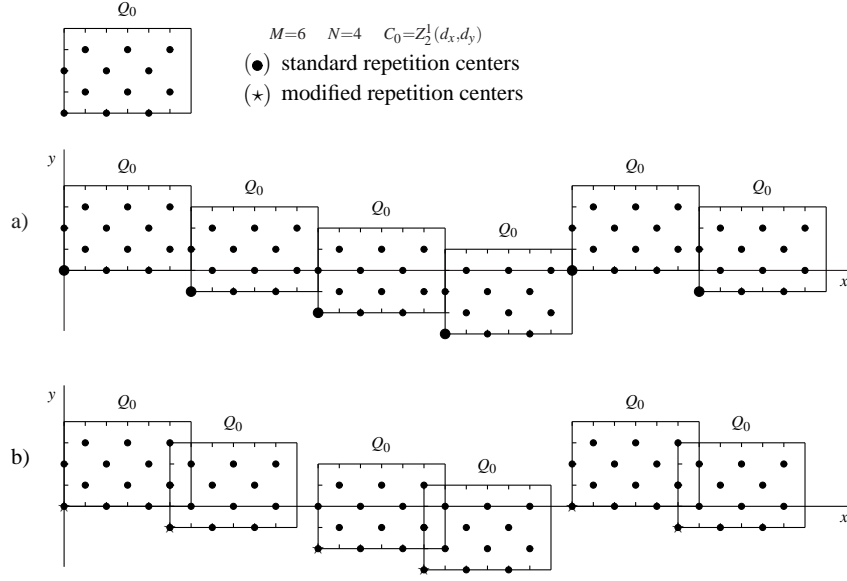 Q₀
M=6 N=4 C₀=Z₂¹(dₓ,d_y)
(●) standard repetition centers
(★) modified repetition centers
a)
y
Q₀
Q₀
Q₀
Q₀
Q₀
Q₀
x
b)
y
Q₀
Q₀
Q₀
Q₀
Q₀
Q₀
x